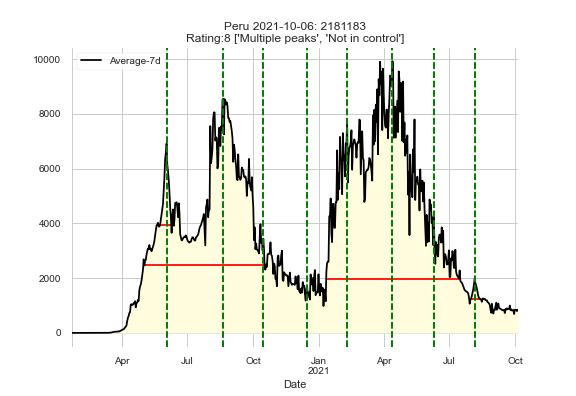 Peru 2021-10-06: 2181183
Rating:8 ['Multiple peaks', 'Not in control']
Average-7d
10000
8000
6000
4000
2000
0
Apr
Jul
Oct
Jan
2021
Apr
Jul
Oct
Date